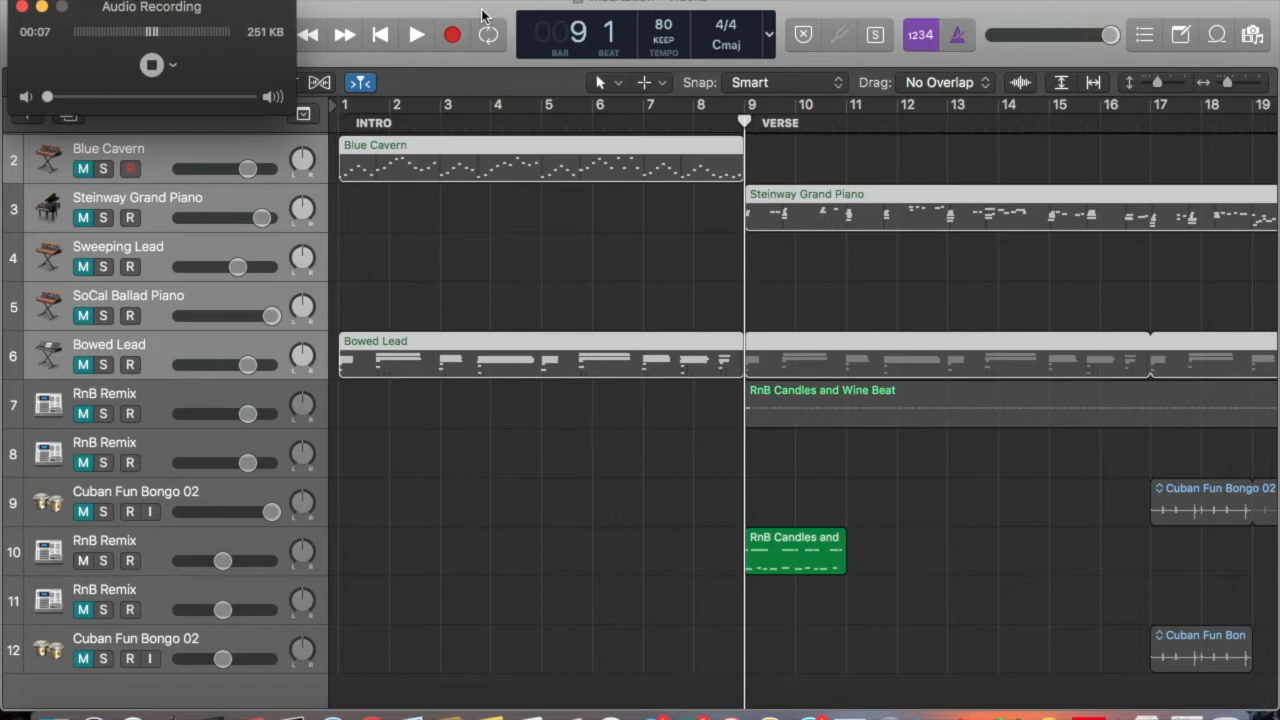 Audio Recording
00:07
251 KB
009 1
BAR
BEAT
80
KEEP
TEMPO
4/4
Cmaj
S
1234
Snap:
Smart
Drag:
No Overlap
1 2 3 4 5 6 7 8 9 10 11 12 13 14 15 16 17 18 19
INTRO
VERSE
2
Blue Cavern
M S R
L R
Blue Cavern
3
Steinway Grand Piano
M S R
L R
Steinway Grand Piano
4
Sweeping Lead
M S R
L R
5
SoCal Ballad Piano
M S R
L R
6
Bowed Lead
M S R
L R
Bowed Lead
7
RnB Remix
M S R
L R
RnB Candles and Wine Beat
8
RnB Remix
M S R
L R
9
Cuban Fun Bongo 02
M S R I
L R
Cuban Fun Bongo 02
10
RnB Remix
M S R
L R
RnB Candles and
11
RnB Remix
M S R
L R
12
Cuban Fun Bongo 02
M S R I
L R
Cuban Fun Bon